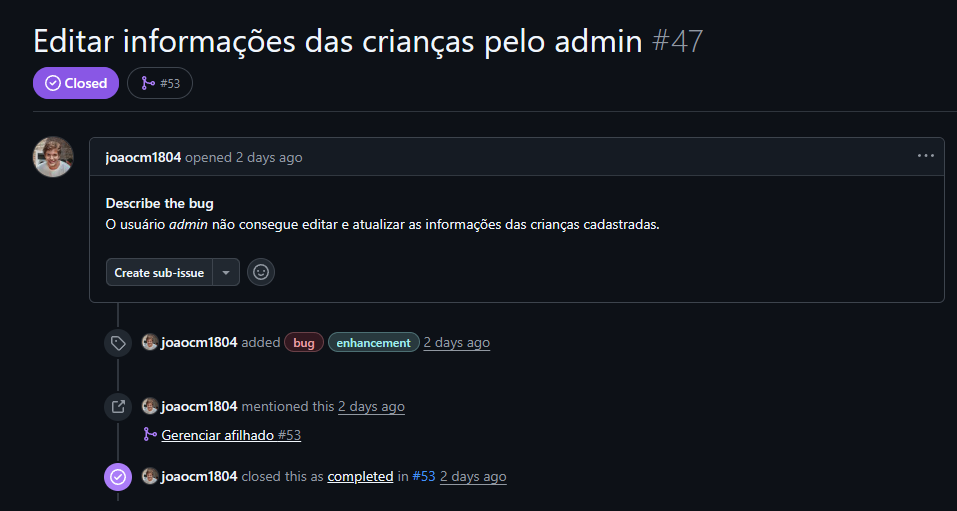 Editar informações das crianças pelo admin #47
Closed #53
joaocm1804 opened 2 days ago
Describe the bug
O usuário admin não consegue editar e atualizar as informações das crianças cadastradas.
Create sub-issue
joaocm1804 added bug enhancement 2 days ago
joaocm1804 mentioned this 2 days ago
Gerenciar afilhado #53
joaocm1804 closed this as completed in #53 2 days ago